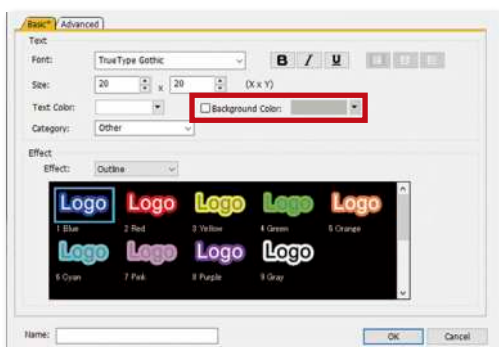 Basic* Advanced
Text
Font: TrueType Gothic B I U
Size: 20 x 20 (X x Y)
Text Color: Background Color:
Category: Other
Effect
Effect: Outline
Logo Logo Logo Logo Logo
1 Blue 2 Red 3 Yellow 4 Green 5 Orange
Logo Logo Logo Logo
6 Cyan 7 Pink 8 Purple 9 Gray
Name: OK Cancel